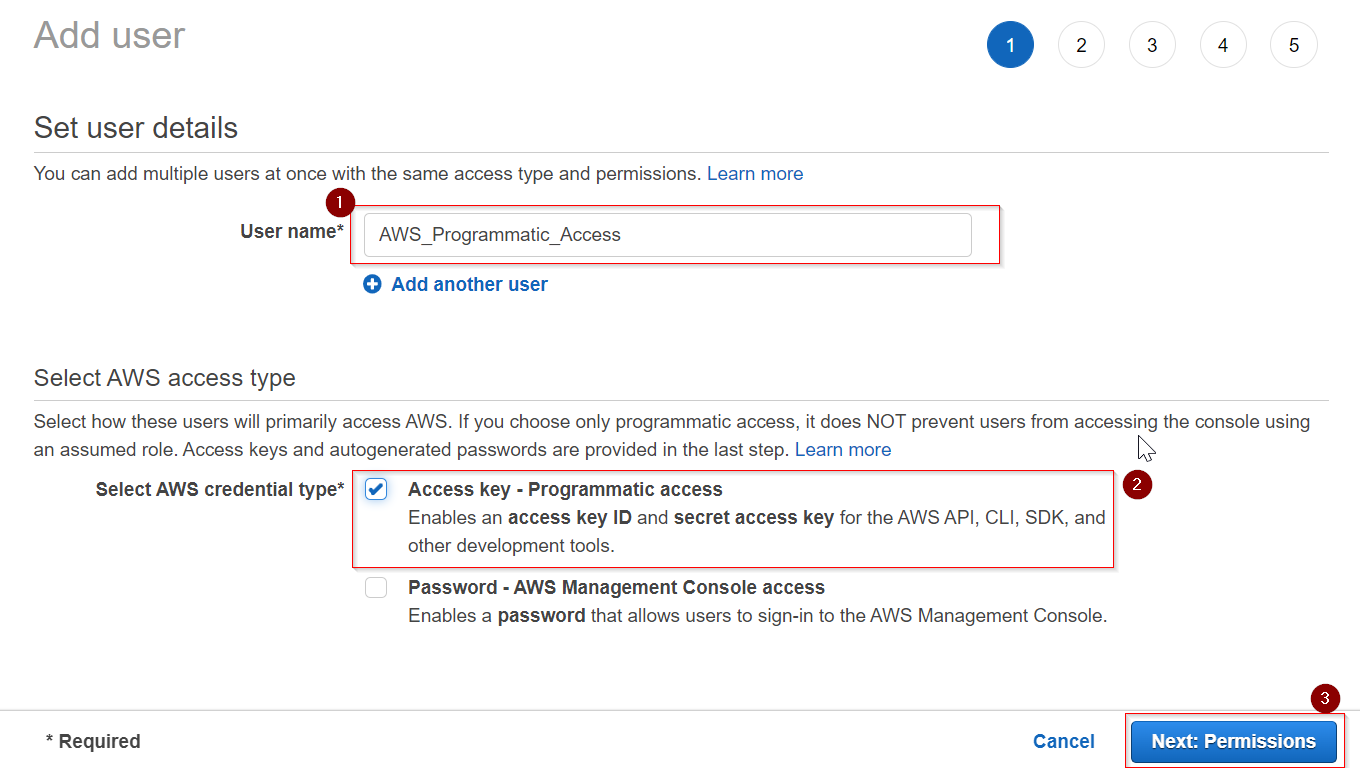 Add user
1 2 3 4 5
Set user details
You can add multiple users at once with the same access type and permissions. Learn more
1
User name* AWS_Programmatic_Access
Add another user
Select AWS access type
Select how these users will primarily access AWS. If you choose only programmatic access, it does NOT prevent users from accessing the console using
an assumed role. Access keys and autogenerated passwords are provided in the last step. Learn more
Select AWS credential type* Access key - Programmatic access 2
Enables an access key ID and secret access key for the AWS API, CLI, SDK, and
other development tools.
Password - AWS Management Console access
Enables a password that allows users to sign-in to the AWS Management Console.
3
* Required Cancel Next: Permissions